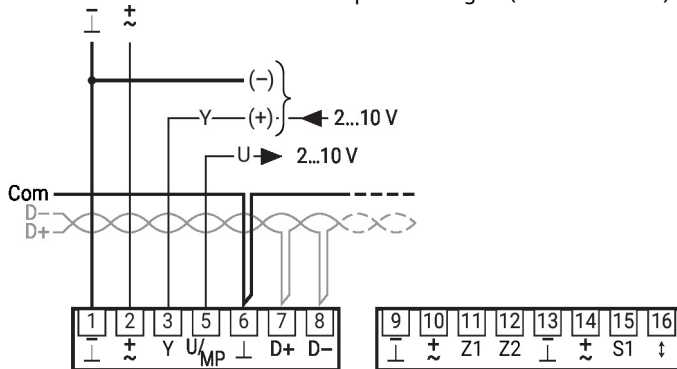 − +
⊥ ~
(−)
Y (+) 2...10 V
U 2...10 V
Com
D−
D+
1 2 3 5 6 7 8 9 10 11 12 13 14 15 16
⊥ ~ Y U/MP ⊥ D+ D− ⊥ ~ Z1 Z2 ⊥ ~ S1 ↕